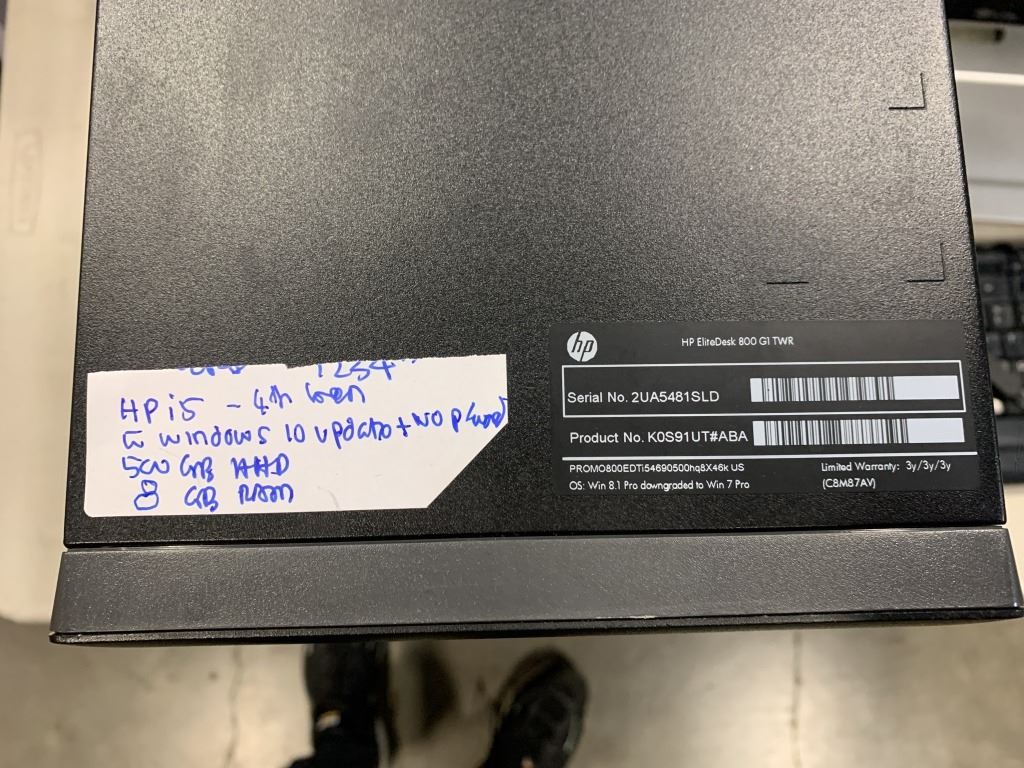 1234"
HP i5 - 4th Gen
Windows 10 update + NO
500 GB HHD
8 GB RAM
hp
HP EliteDesk 800 G1 TWR
Serial No. 2UA5481SLD
Product No. K0S91UT#ABA
PROMO800EDTi54690500hq8X46k US
Limited Warranty: 3y/3y/3y
OS: Win 8.1 Pro downgraded to Win 7 Pro
(C8M87AV)